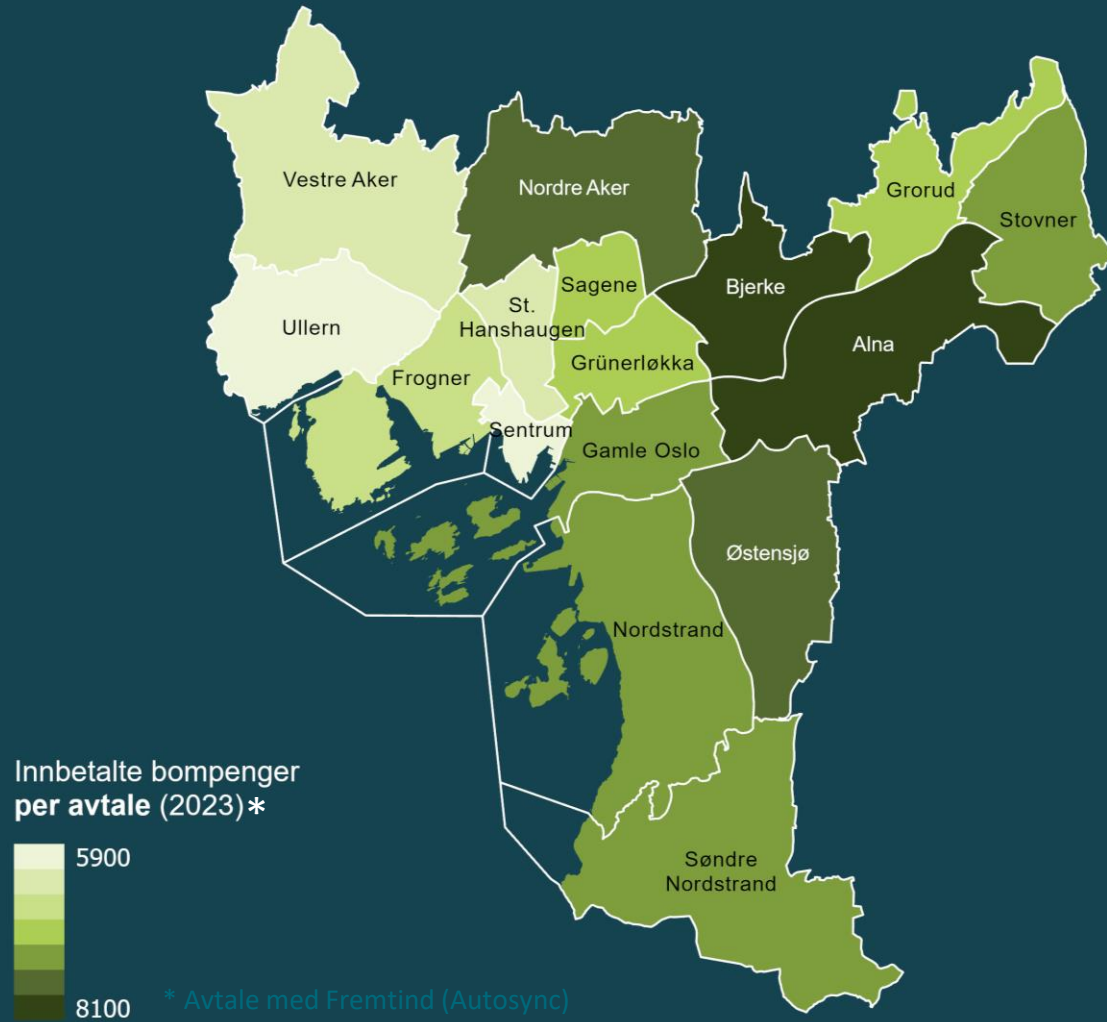 Vestre Aker
Nordre Aker
Grorud
Stovner
Sagene
Bjerke
St.
Hanshaugen
Ullern
Alna
Grünerløkka
Frogner
Sentrum
Gamle Oslo
Østensjø
Nordstrand
Søndre
Nordstrand
Innbetalte bompenger
per avtale (2023)*
5900
8100
* Avtale med Fremtind (Autosync)